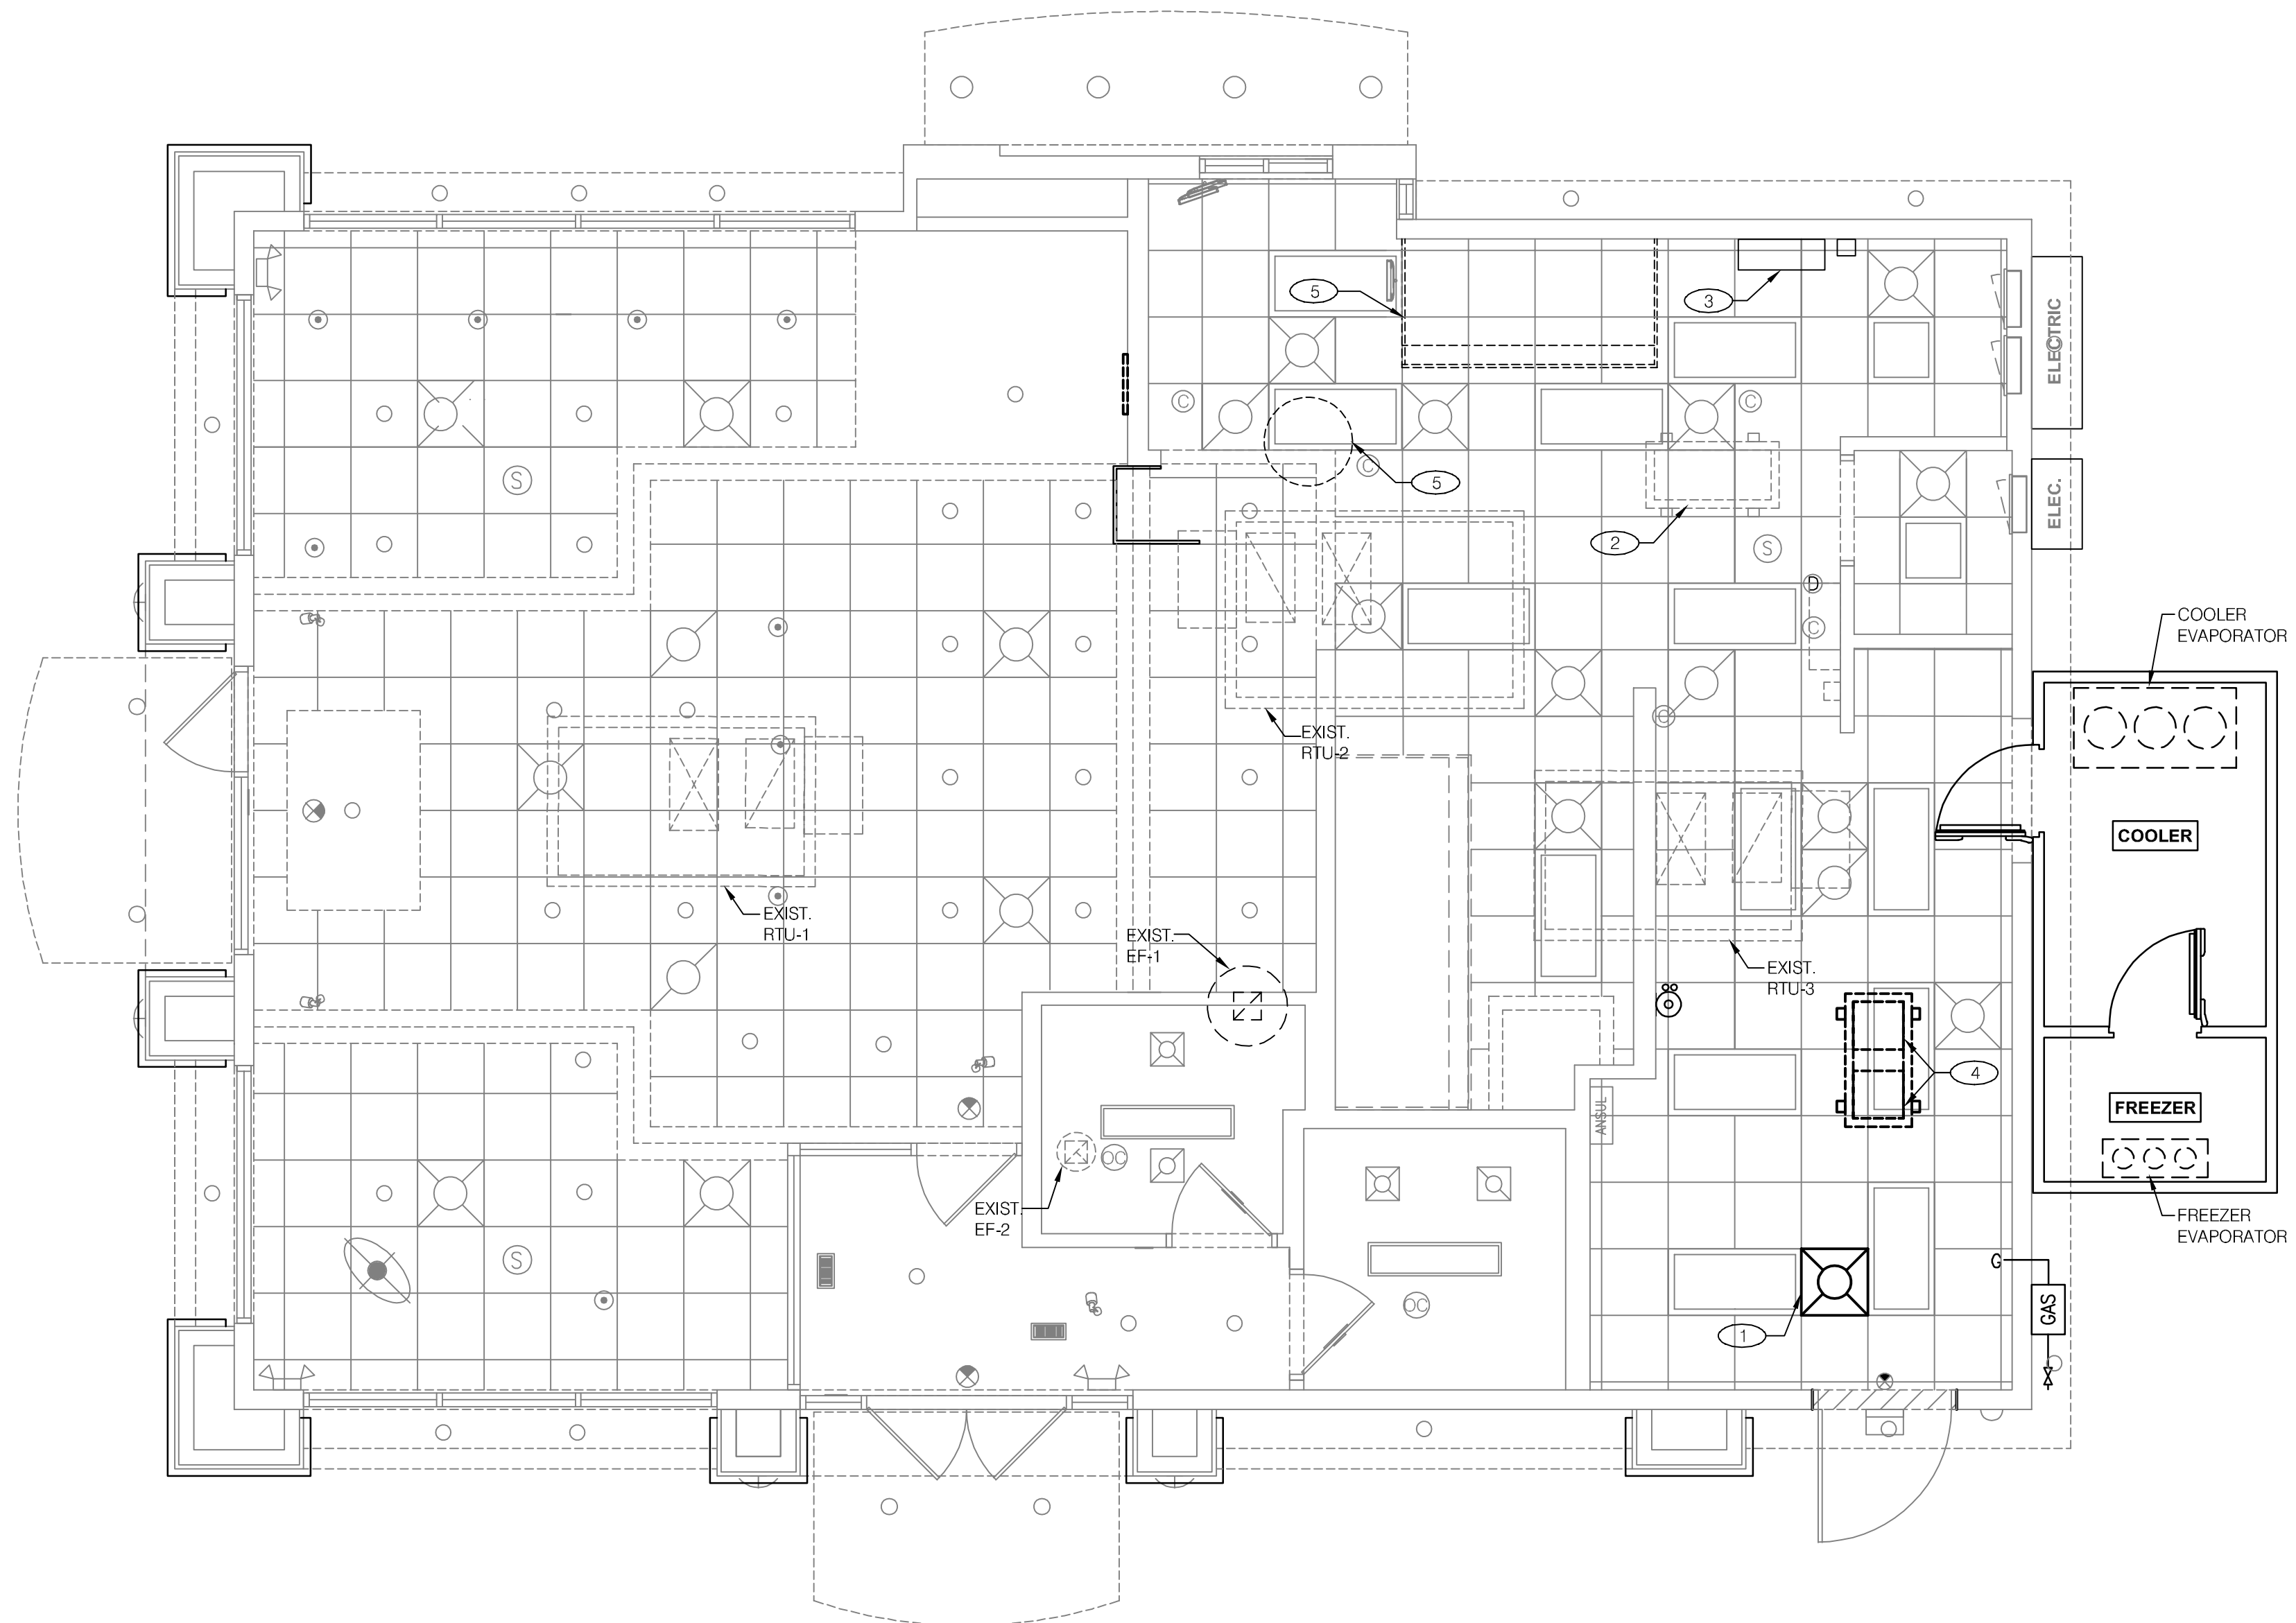 5
3
ELECTRIC
C
C
C
5
S
ELEC.
2
S
D
COOLER
EVAPORATOR
C
C
EXIST.
RTU-2
COOLER
EXIST.
RTU-1
EXIST.
EF-1
EXIST.
RTU-3
4
FREEZER
ANSUL
OC
EXIST.
EF-2
FREEZER
EVAPORATOR
S
G
GAS
OC
1
C